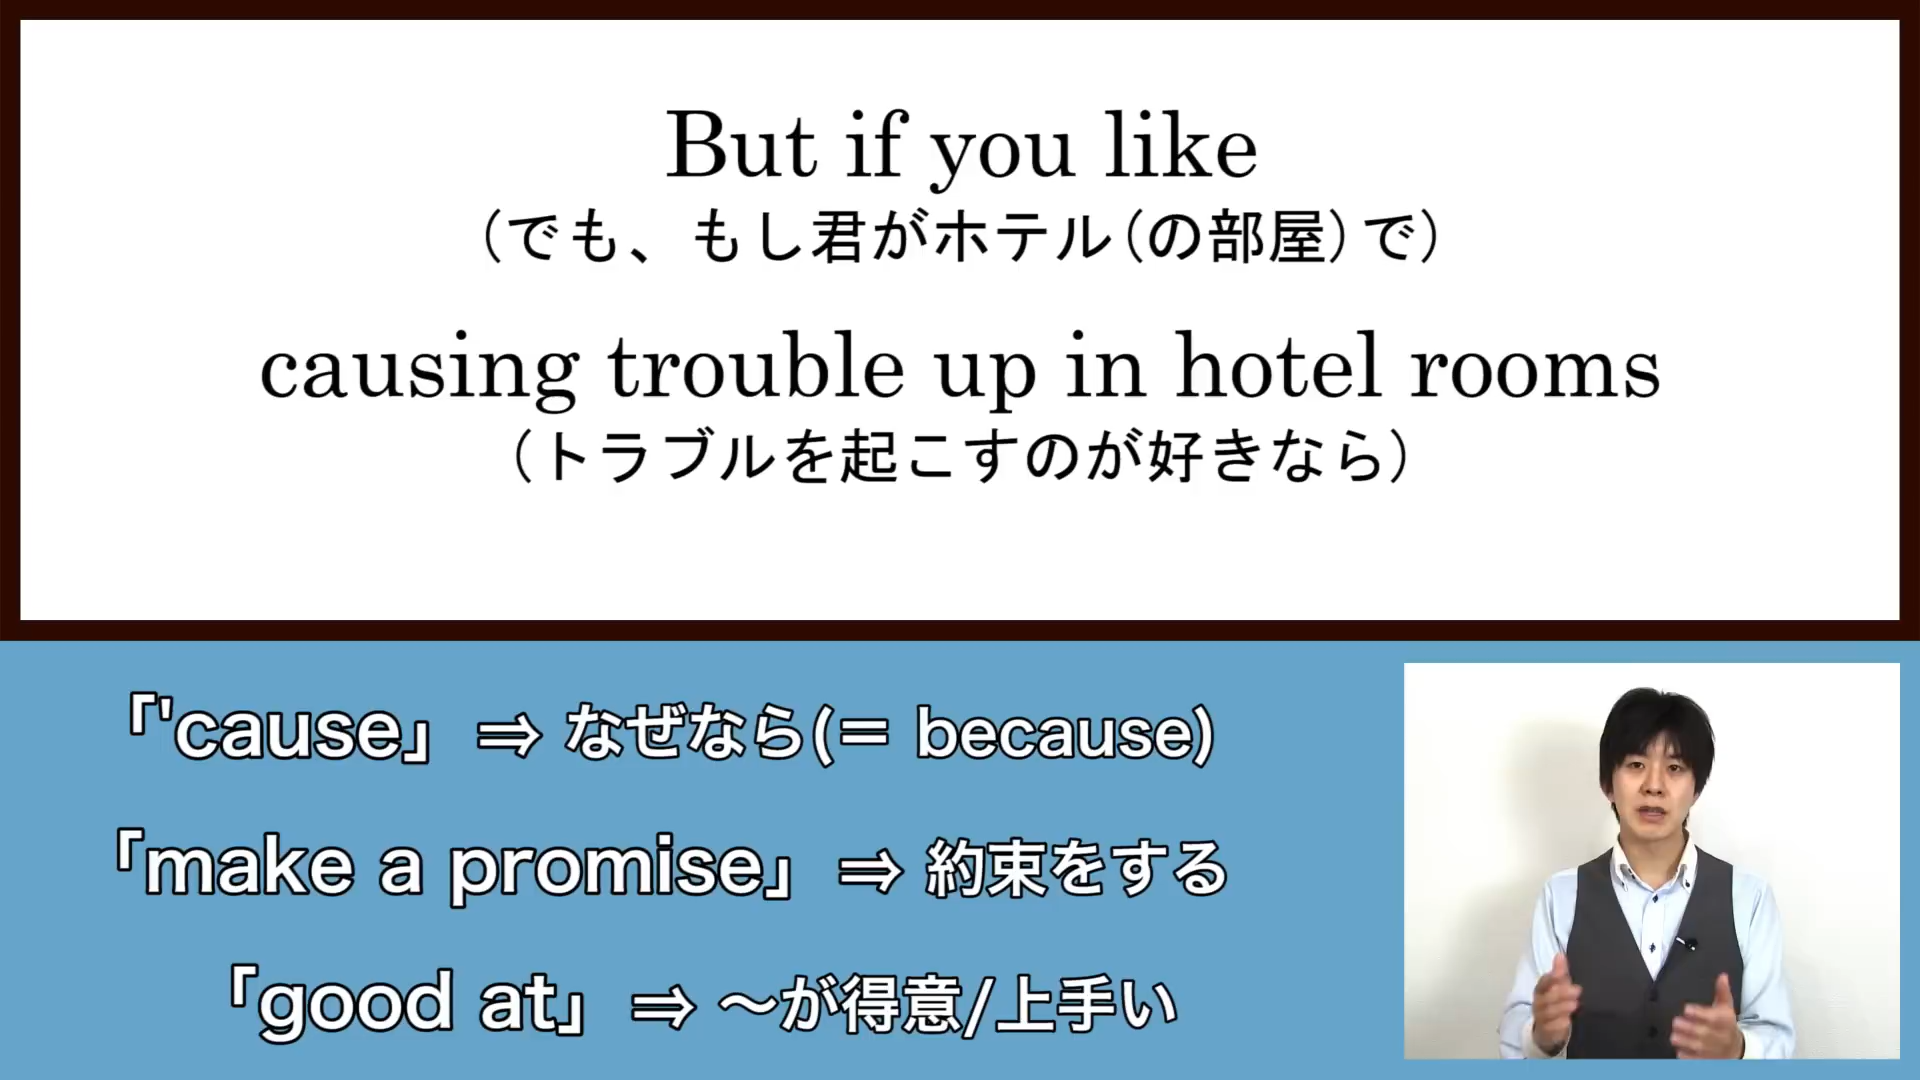 But if you like
(でも、もし君がホテル(の部屋)で)
causing trouble up in hotel rooms
(トラブルを起こすのが好きなら)
「'cause」⇒ なぜなら(= because)
「make a promise」⇒ 約束をする
「good at」⇒ ～が得意/上手い